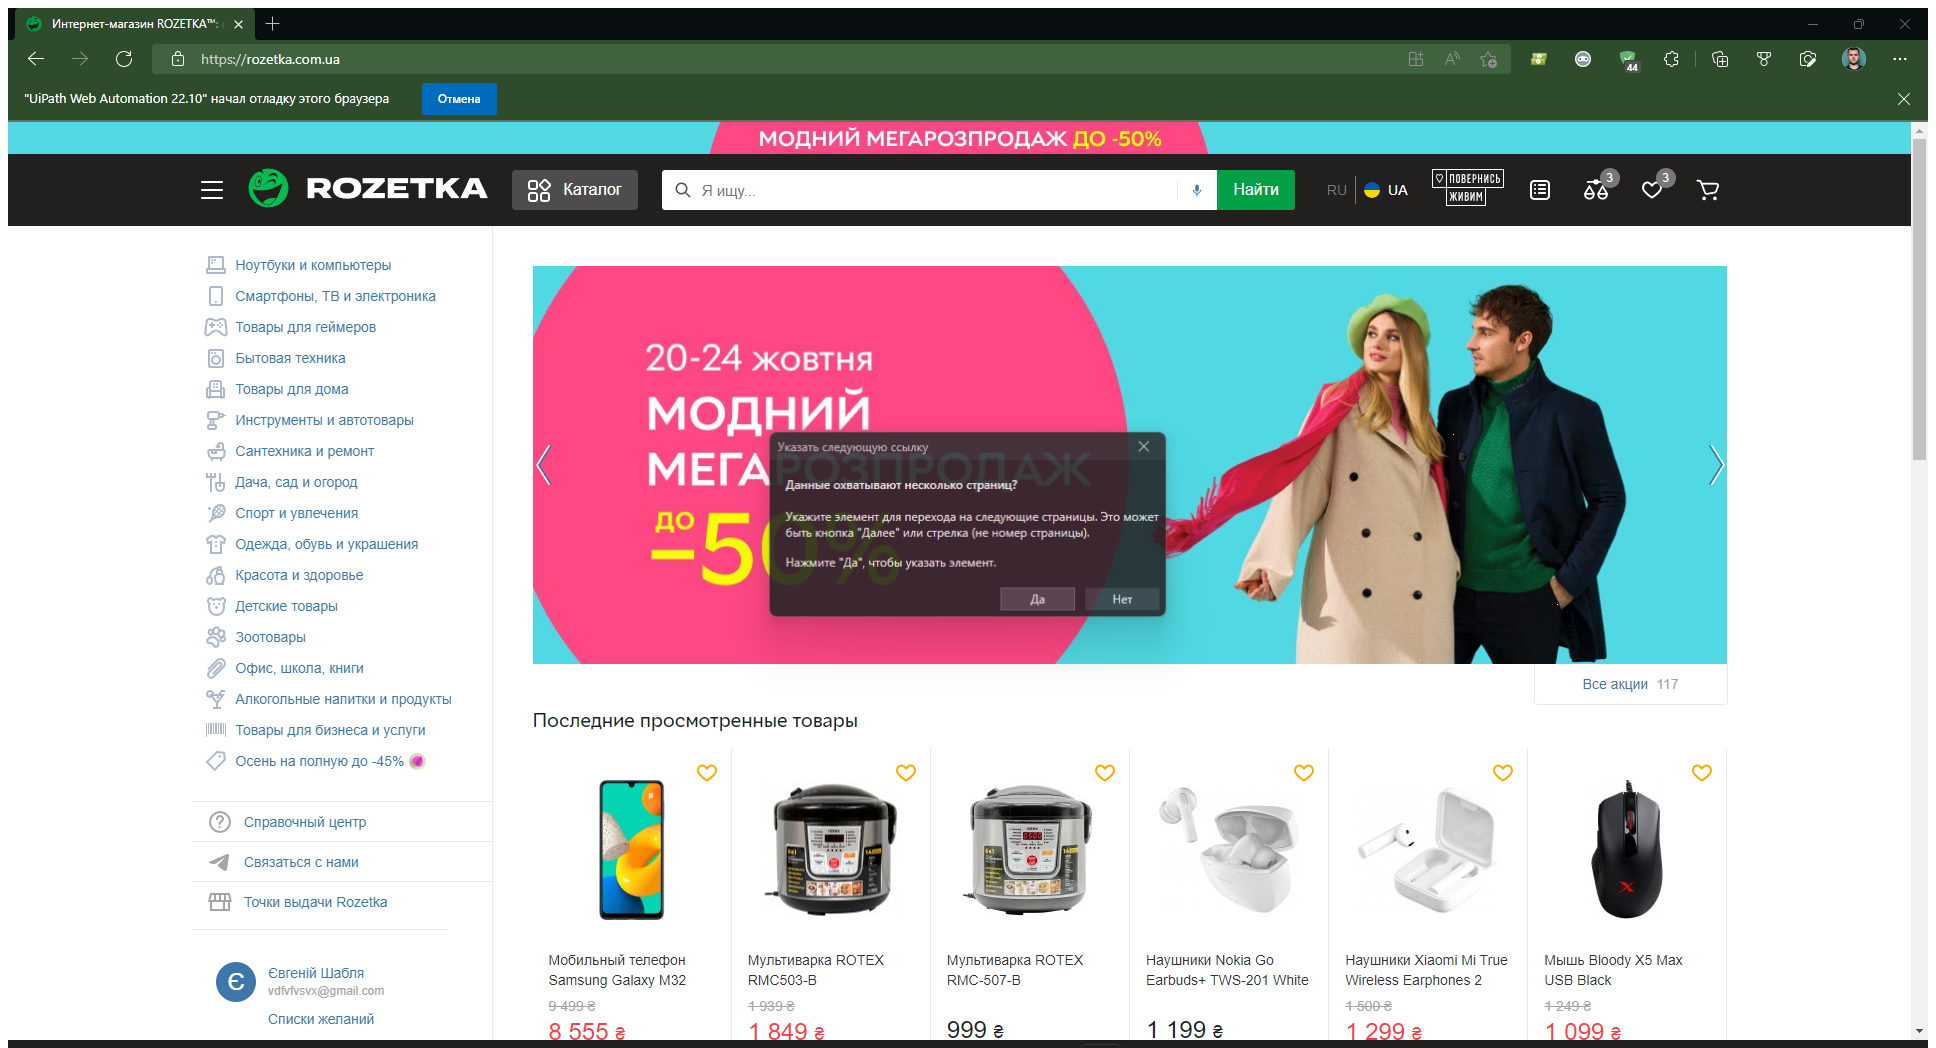 Интернет-магазин ROZETKA™:
https://rozetka.com.ua
44
"UiPath Web Automation 22.10" начал отладку этого браузера
Отмена
МОДНИЙ МЕГАРОЗПРОДАЖ ДО -50%
ROZETKA
Каталог
Я ищу...
Найти
RU
UA
ПОВЕРНИСЬ
ЖИВИМ
3
3
Ноутбуки и компьютеры
Смартфоны, ТВ и электроника
Товары для геймеров
Бытовая техника
Товары для дома
Инструменты и автотовары
Сантехника и ремонт
Дача, сад и огород
Спорт и увлечения
Одежда, обувь и украшения
Красота и здоровье
Детские товары
Зоотовары
Офис, школа, книги
Алкогольные напитки и продукты
Товары для бизнеса и услуги
Осень на полную до -45%
Справочный центр
Связаться с нами
Точки выдачи Rozetka
Є
Євгеній Шабля
vdfvfvsvx@gmail.com
Списки желаний
20-24 жовтня
МОДНИЙ
МЕГАРОЗПРОДАЖ
ДО
–50%
Указать следующую ссылку
Данные охватывают несколько страниц?
Укажите элемент для перехода на следующие страницы. Это может
быть кнопка "Далее" или стрелка (не номер страницы).
Нажмите "Да", чтобы указать элемент.
Да
Нет
Все акции 117
Последние просмотренные товары
Мобильный телефон
Samsung Galaxy M32
9 499 ₴
8 555 ₴
Мультиварка ROTEX
RMC503-B
1 939 ₴
1 849 ₴
Мультиварка ROTEX
RMC-507-B
999 ₴
Наушники Nokia Go
Earbuds+ TWS-201 White
1 199 ₴
Наушники Xiaomi Mi True
Wireless Earphones 2
1 500 ₴
1 299 ₴
Мышь Bloody X5 Max
USB Black
1 249 ₴
1 099 ₴